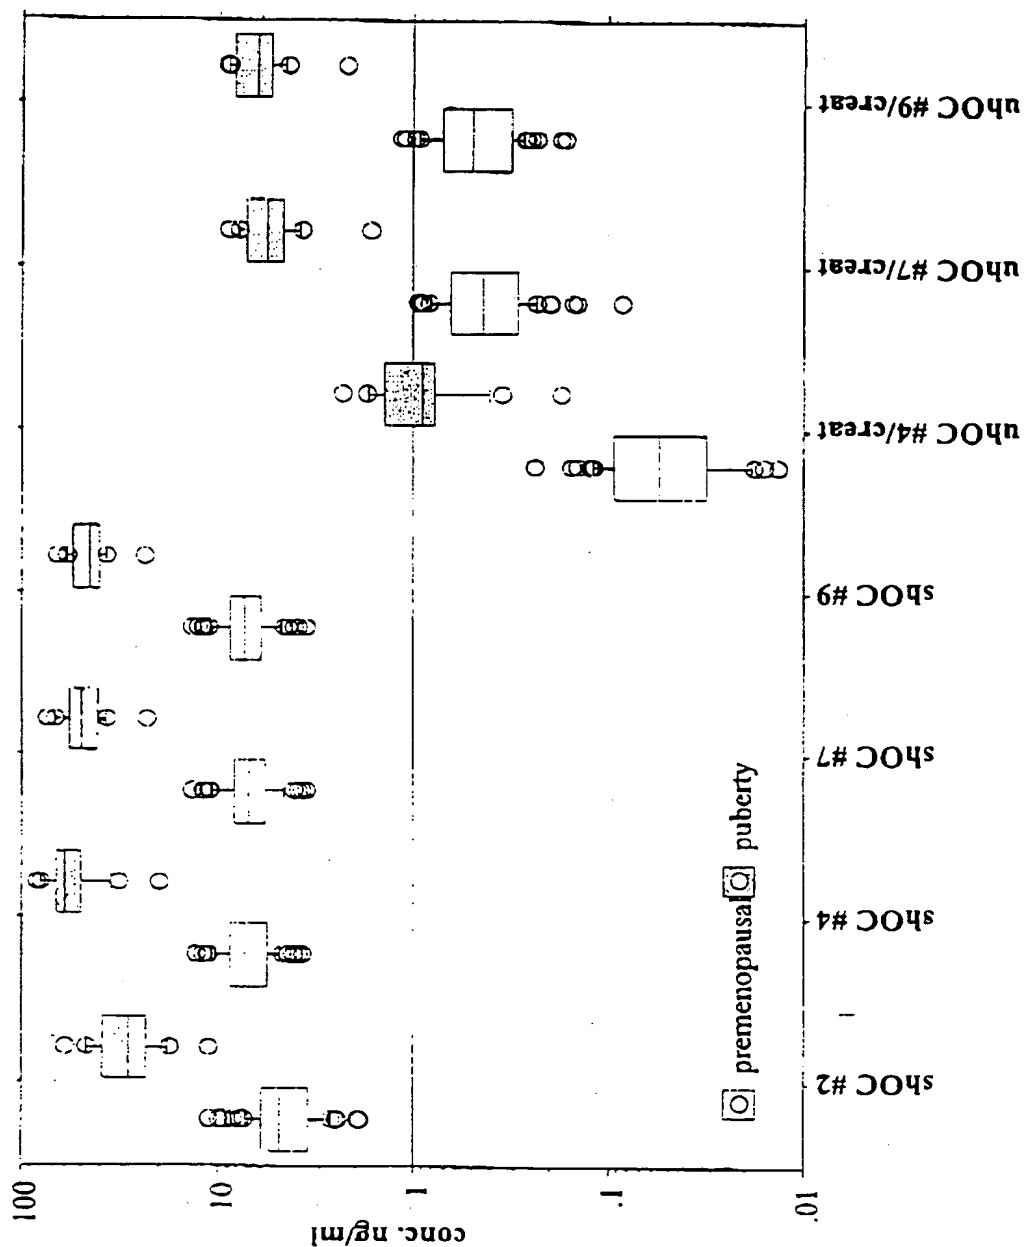 100
10
1
.1
.01
conc. ng/ml
premenopausal
puberty
shOC #2
shOC #4
shOC #7
shOC #9
uhOC #4/creat
uhOC #7/creat
uhOC #9/creat